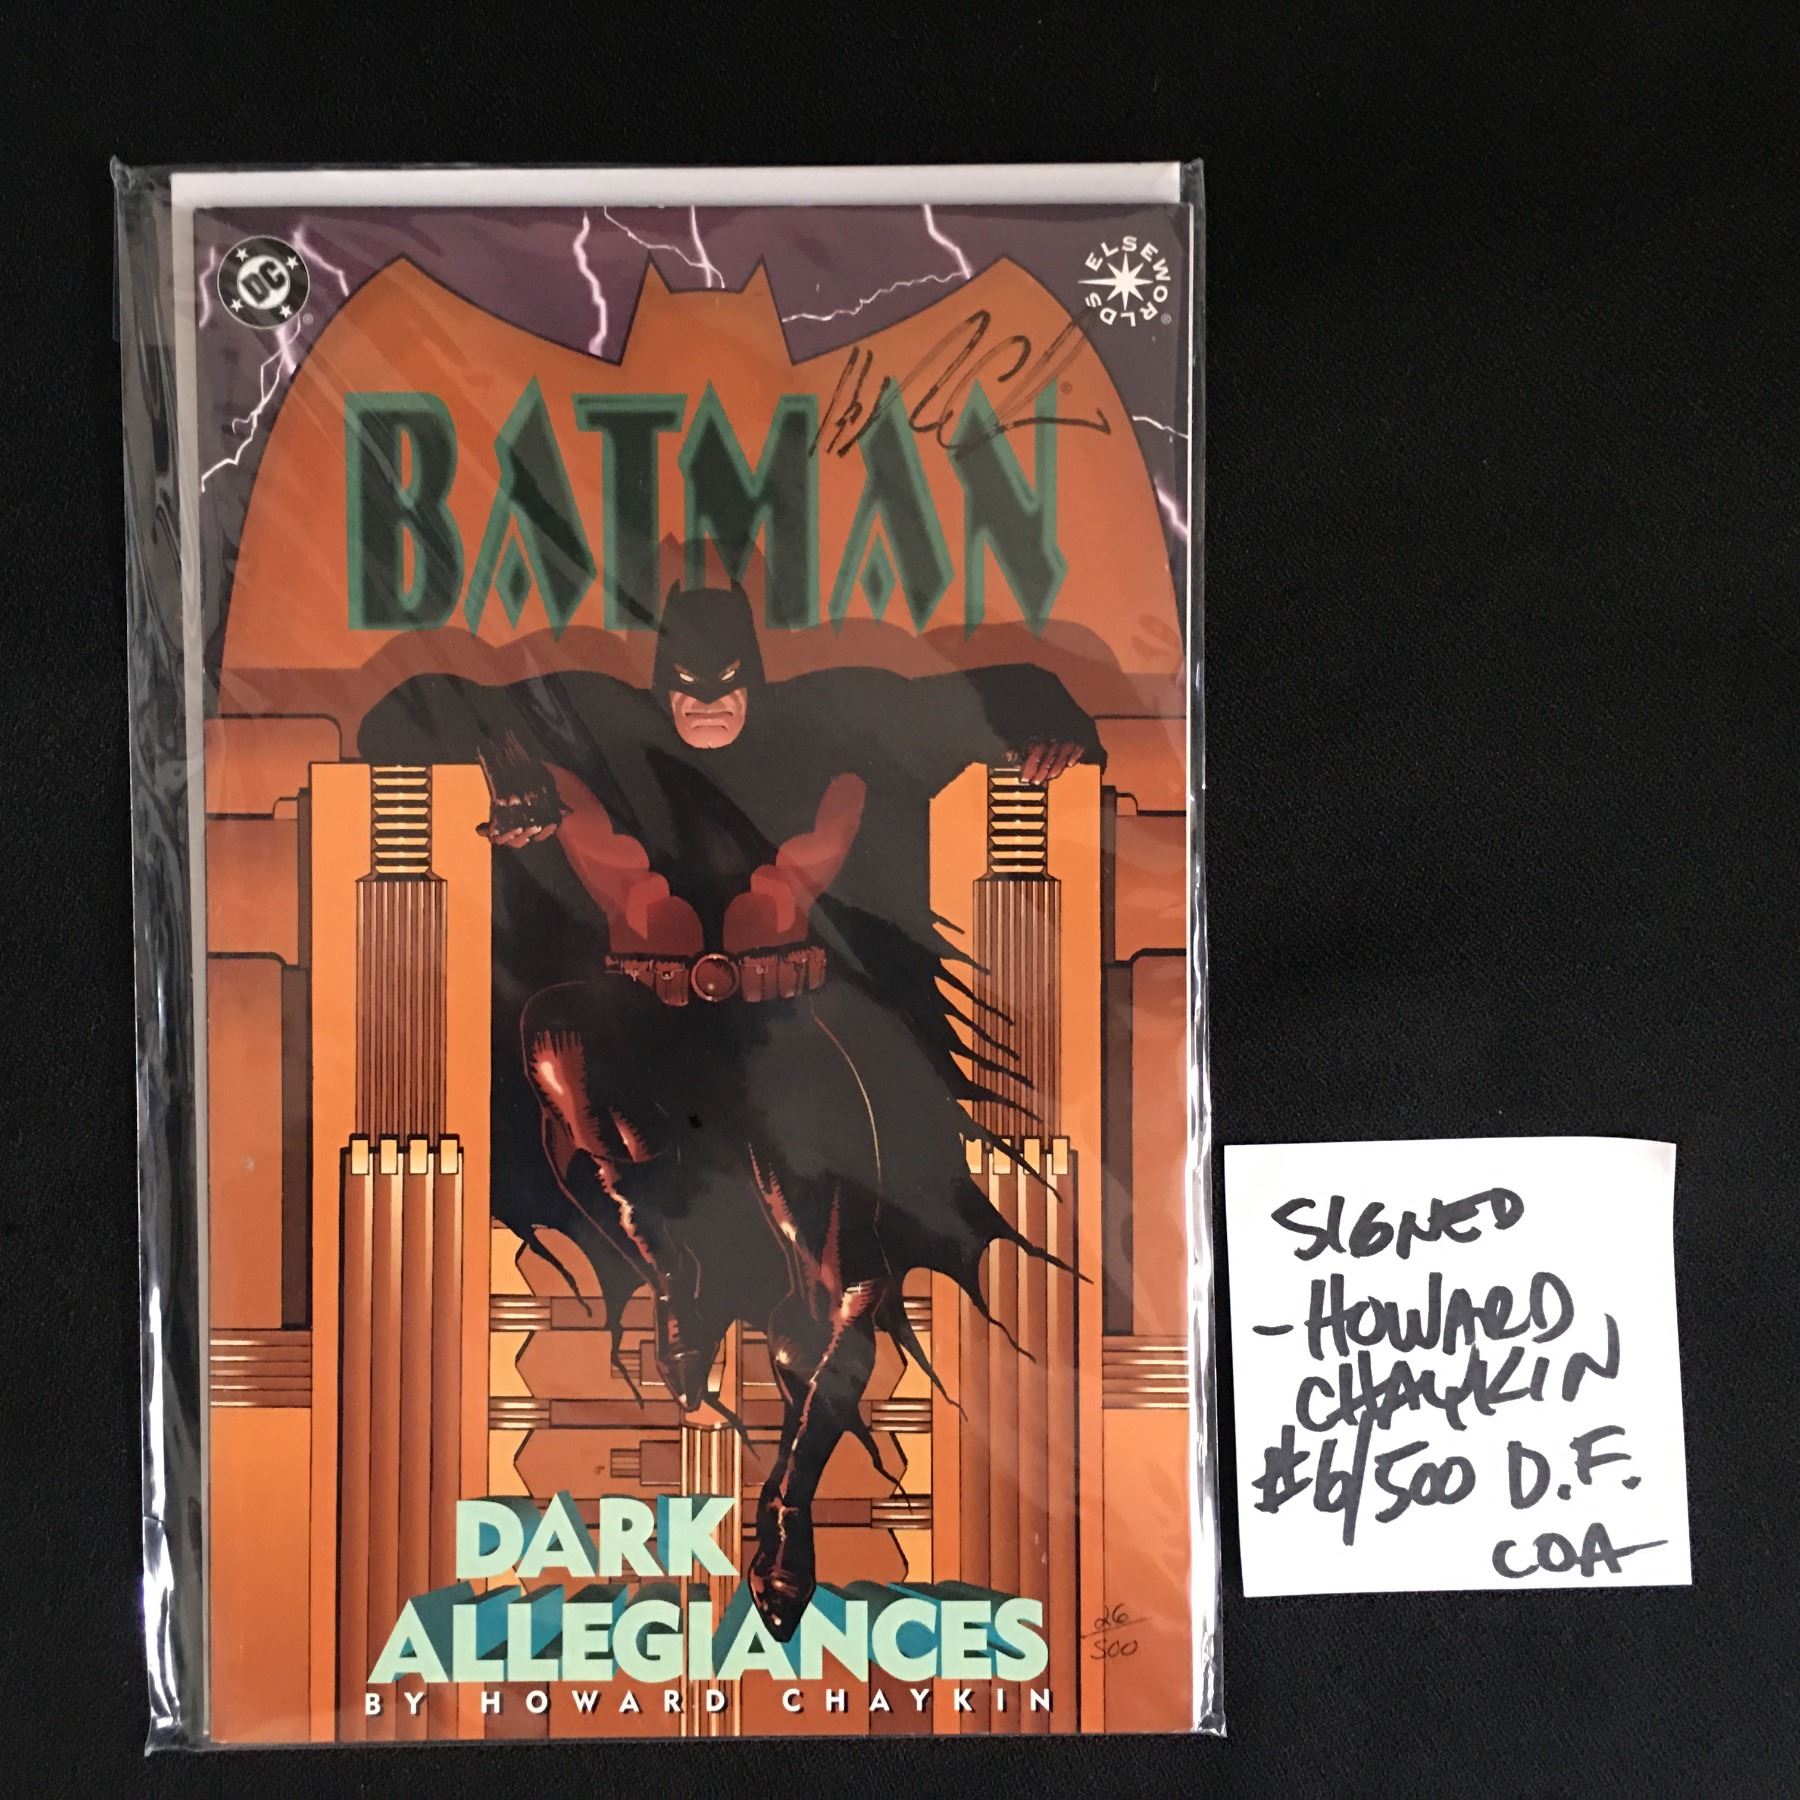 DC
ELSEWORLDS
BATMAN
DARK
ALLEGIANCES
BY HOWARD CHAYKIN
26
500
SIGNED
-HOWARD
CHAYKIN
#6/500 D.F.
COA